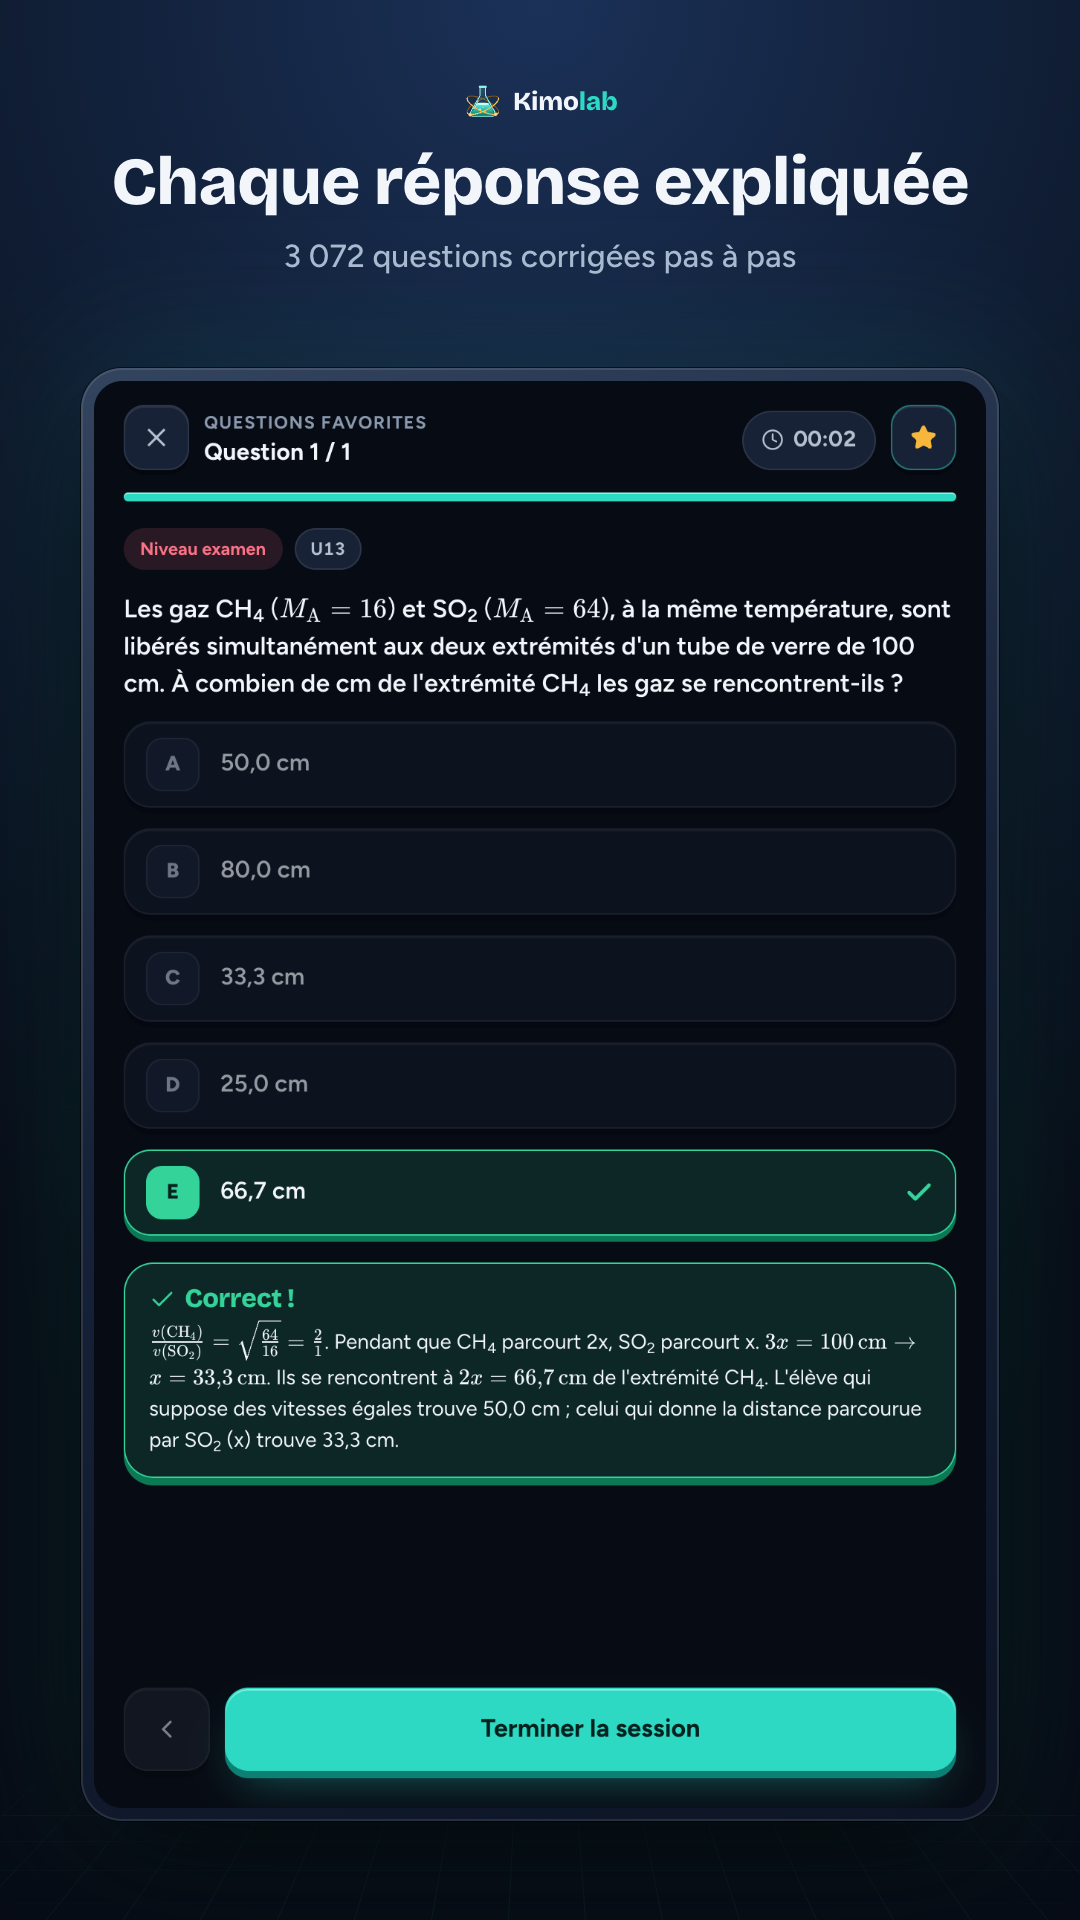 Kimolab
Chaque réponse expliquée
3 072 questions corrigées pas à pas
QUESTIONS FAVORITES
Question 1 / 1
00:02
Niveau examen
U13
Les gaz CH₄ (M_A = 16) et SO₂ (M_A = 64), à la même température, sont
libérés simultanément aux deux extrémités d'un tube de verre de 100
cm. À combien de cm de l'extrémité CH₄ les gaz se rencontrent-ils ?
A
50,0 cm
B
80,0 cm
C
33,3 cm
D
25,0 cm
E
66,7 cm
Correct !
v(CH₄)/v(SO₂) = √(64/16) = 2/1. Pendant que CH₄ parcourt 2x, SO₂ parcourt x. 3x = 100 cm →
x = 33,3 cm. Ils se rencontrent à 2x = 66,7 cm de l'extrémité CH₄. L'élève qui
suppose des vitesses égales trouve 50,0 cm ; celui qui donne la distance parcourue
par SO₂ (x) trouve 33,3 cm.
Terminer la session